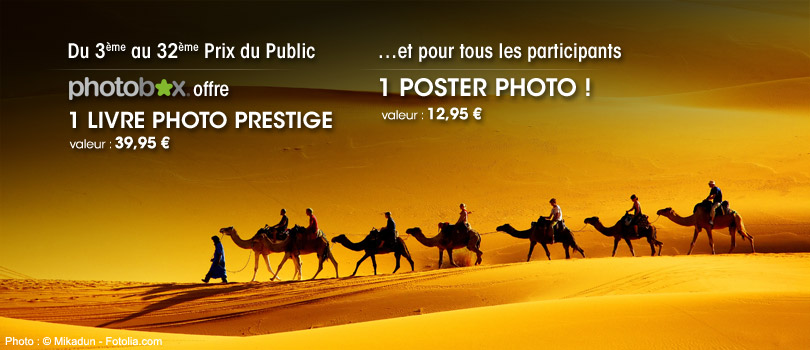 Du 3ème au 32ème Prix du Public
photobox offre
1 LIVRE PHOTO PRESTIGE
valeur : 39,95 €
...et pour tous les participants
1 POSTER PHOTO !
valeur : 12,95 €
Photo : © Mikadun - Fotolia.com